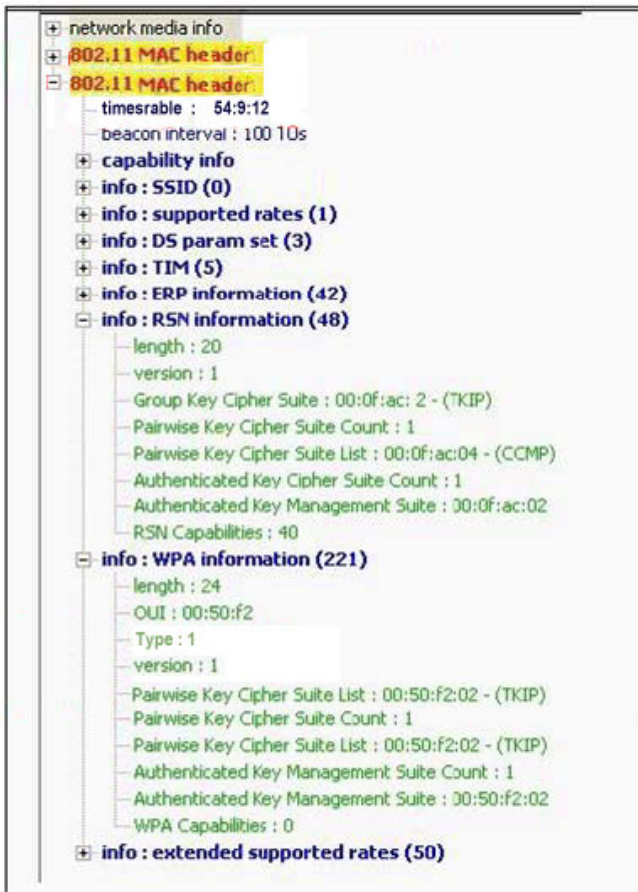 network media info
802.11 MAC header
802.11 MAC header
timesrable : 54:9:12
beacon interval : 100 TUs
capability info
info : SSID (0)
info : supported rates (1)
info : DS param set (3)
info : TIM (5)
info : ERP information (42)
info : RSN information (48)
length : 20
version : 1
Group Key Cipher Suite : 00:0f:ac: 2 - (TKIP)
Pairwise Key Cipher Suite Count : 1
Pairwise Key Cipher Suite List : 00:0f:ac:04 - (CCMP)
Authenticated Key Cipher Suite Count : 1
Authenticated Key Management Suite : 00:0f:ac:02
RSN Capabilities : 40
info : WPA information (221)
length : 24
OUI : 00:50:f2
Type : 1
version : 1
Pairwise Key Cipher Suite List : 00:50:f2:02 - (TKIP)
Pairwise Key Cipher Suite Count : 1
Pairwise Key Cipher Suite List : 00:50:f2:02 - (TKIP)
Authenticated Key Management Suite Count : 1
Authenticated Key Management Suite : 00:50:f2:02
WPA Capabilities : 0
info : extended supported rates (50)